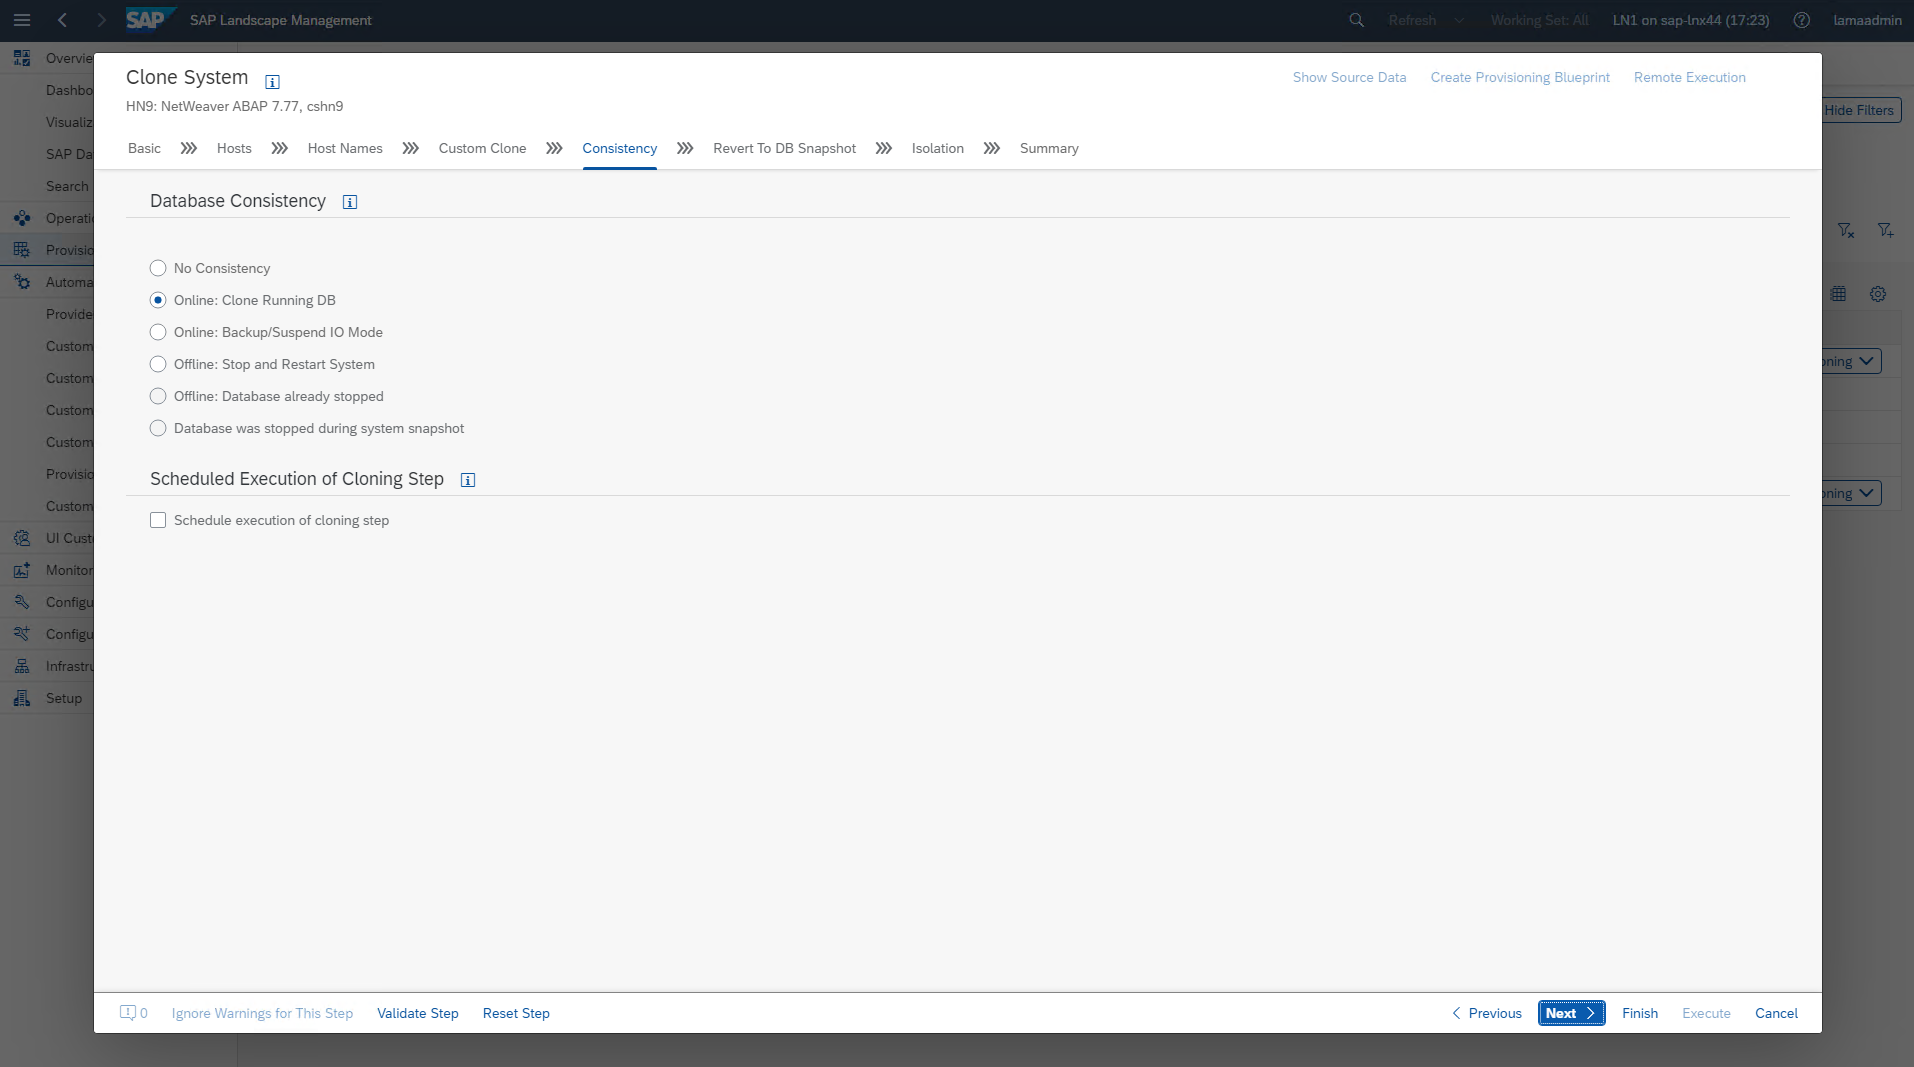 SAP SAP Landscape Management
Refresh Working Set: All LN1 on sap-lnx44 (17:23) lamaadmin
Clone System
Show Source Data Create Provisioning Blueprint Remote Execution
HN9: NetWeaver ABAP 7.77, cshn9
Hide Filters
Basic Hosts Host Names Custom Clone Consistency Revert To DB Snapshot Isolation Summary
Database Consistency
No Consistency
Online: Clone Running DB
Online: Backup/Suspend IO Mode
Offline: Stop and Restart System
Offline: Database already stopped
Database was stopped during system snapshot
Scheduled Execution of Cloning Step
Schedule execution of cloning step
Overvie
Dashbo
Visualiz
SAP Da
Search
Operati
Provisio
Automa
Provide
Custom
Custom
Custom
Custom
Provisio
Custom
UI Cust
Monitor
Configu
Configu
Infrastru
Setup
oning
oning
0 Ignore Warnings for This Step Validate Step Reset Step
Previous Next Finish Execute Cancel